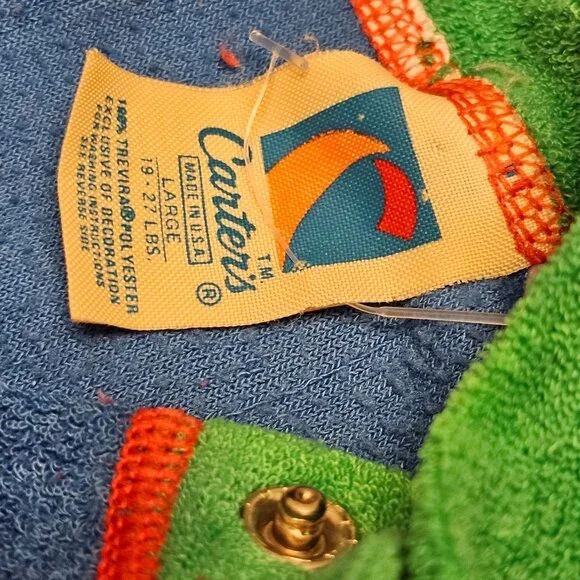 TM
Carter's ®
MADE IN U.S.A.
LARGE
19 - 27 LBS.
100% TREVIRA® POLYESTER
EXCLUSIVE OF DECORATION
FOR WASHING INSTRUCTIONS
SEE REVERSE SIDE